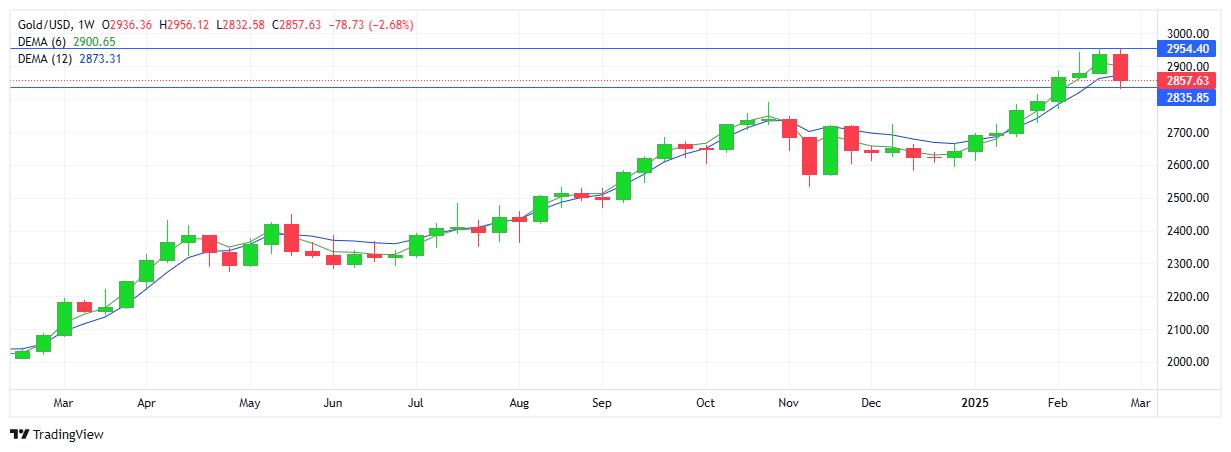 Gold/USD, 1W O2936.36 H2956.12 L2832.58 C2857.63 −78.73 (−2.68%)
DEMA (6) 2900.65
DEMA (12) 2873.31
3000.00
2954.40
2900.00
2857.63
2835.85
2700.00
2600.00
2500.00
2400.00
2300.00
2200.00
2100.00
2000.00
Mar Apr May Jun Jul Aug Sep Oct Nov Dec 2025 Feb Mar
TradingView